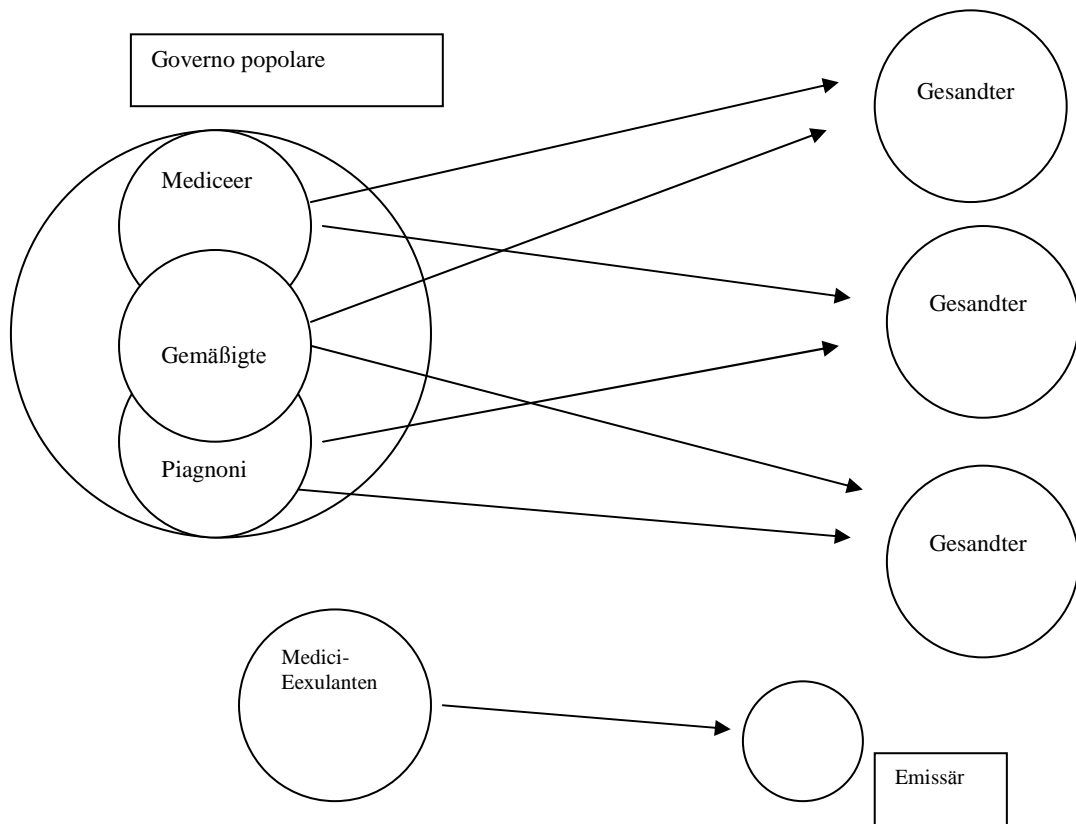 Governo popolare
Gesandter
Mediceer
Gesandter
Gemäßigte
Piagnoni
Gesandter
Medici-
Eexulanten
Emissär